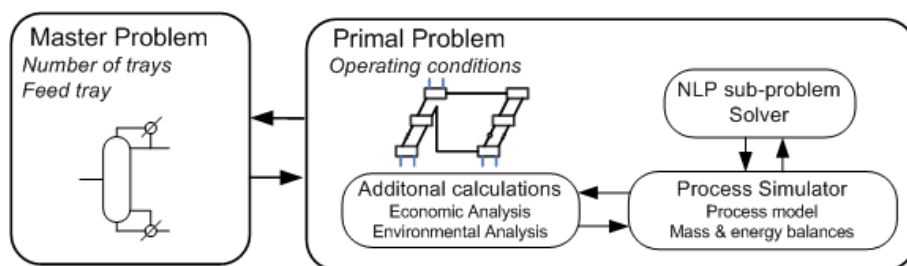 Master Problem
Number of trays
Feed tray
Primal Problem
Operating conditions
NLP sub-problem
Solver
Additonal calculations
Economic Analysis
Environmental Analysis
Process Simulator
Process model
Mass & energy balances